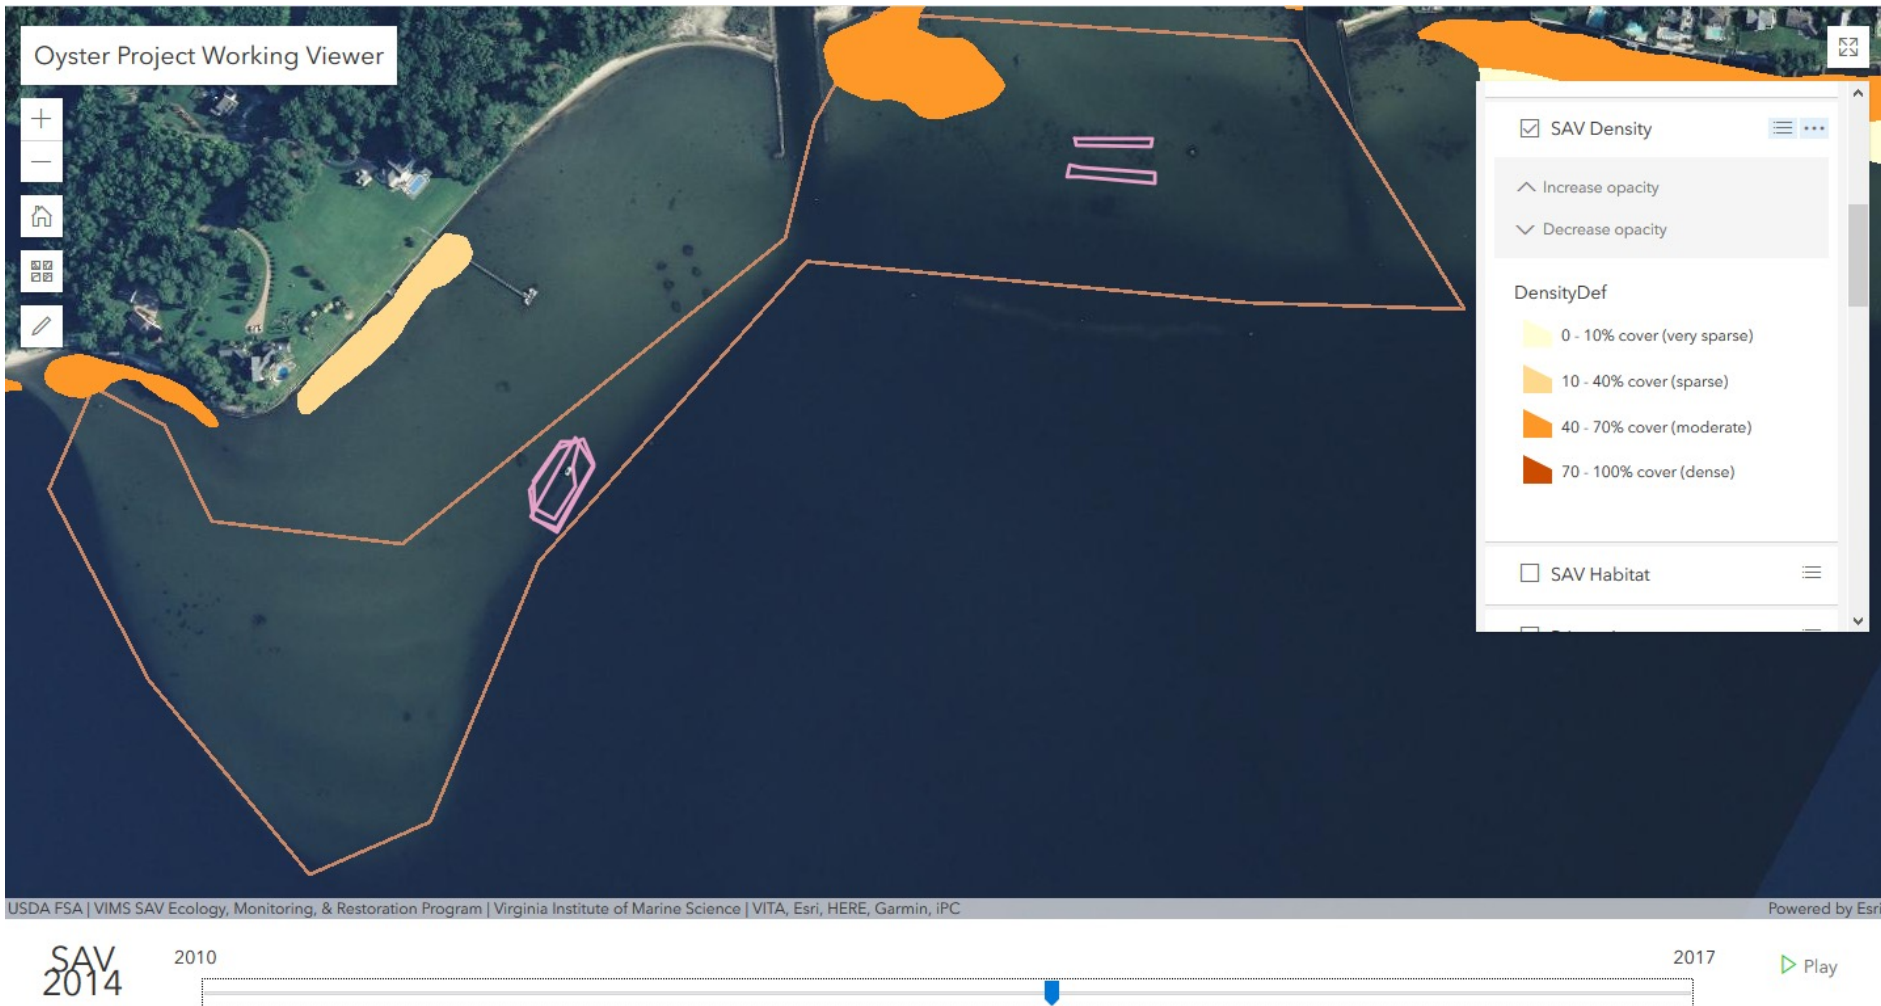 Oyster Project Working Viewer
SAV Density
Increase opacity
Decrease opacity
DensityDef
0 - 10% cover (very sparse)
10 - 40% cover (sparse)
40 - 70% cover (moderate)
70 - 100% cover (dense)
SAV Habitat
USDA FSA | VIMS SAV Ecology, Monitoring, & Restoration Program | Virginia Institute of Marine Science | VITA, Esri, HERE, Garmin, iPC
Powered by Esri
SAV
2014
2010
2017
Play